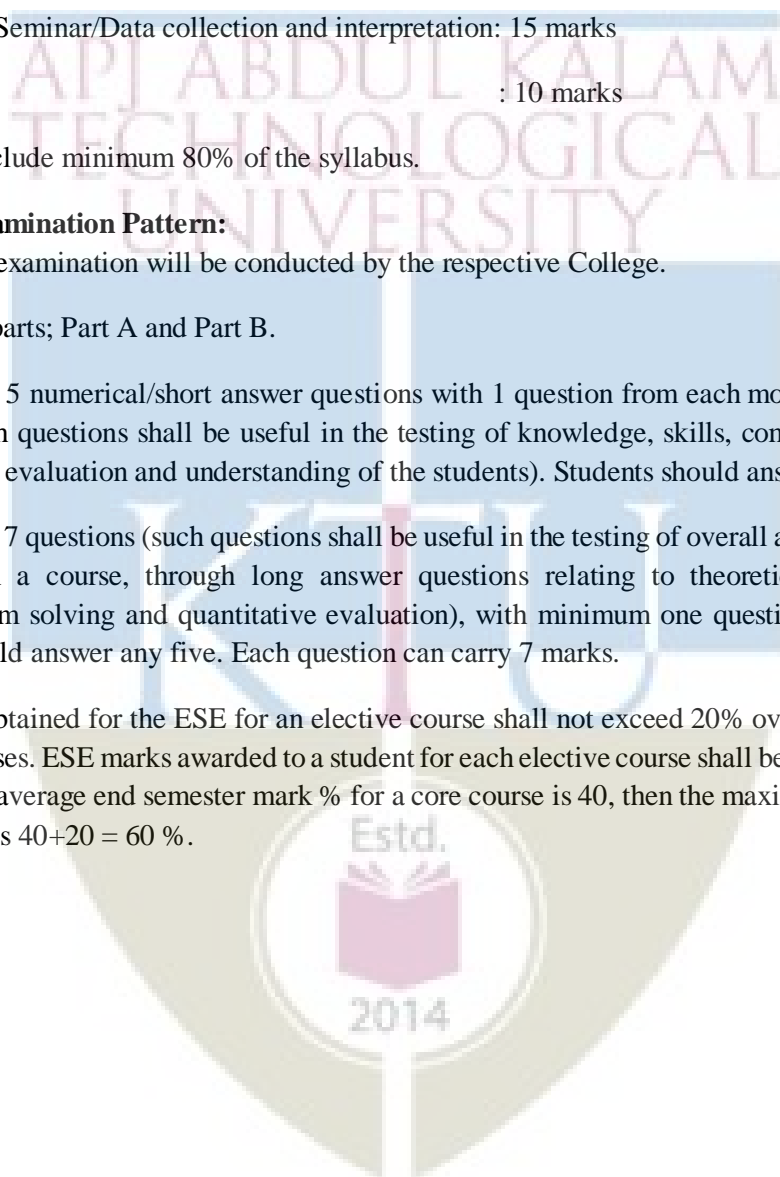 Seminar/Data collection and interpretation: 15 marks
APJ ABDUL KALAM
: 10 marks
TECHNOLOGICAL
clude minimum 80% of the syllabus.
UNIVERSITY
mination Pattern:
examination will be conducted by the respective College.
parts; Part A and Part B.
5 numerical/short answer questions with 1 question from each mo
n questions shall be useful in the testing of knowledge, skills, com
evaluation and understanding of the students). Students should ans
7 questions (such questions shall be useful in the testing of overall a
a course, through long answer questions relating to theoretic
KTU
m solving and quantitative evaluation), with minimum one questi
ld answer any five. Each question can carry 7 marks.
btained for the ESE for an elective course shall not exceed 20% ov
ses. ESE marks awarded to a student for each elective course shall be
average end semester mark % for a core course is 40, then the maxi
s 40+20 = 60 %.
Estd.
2014